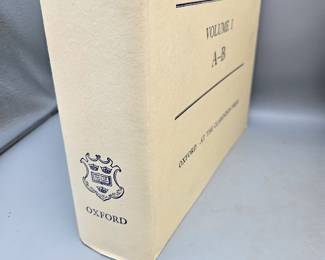 VOLUME I
A–B
OXFORD AT THE CLARENDON PRESS
OXFORD